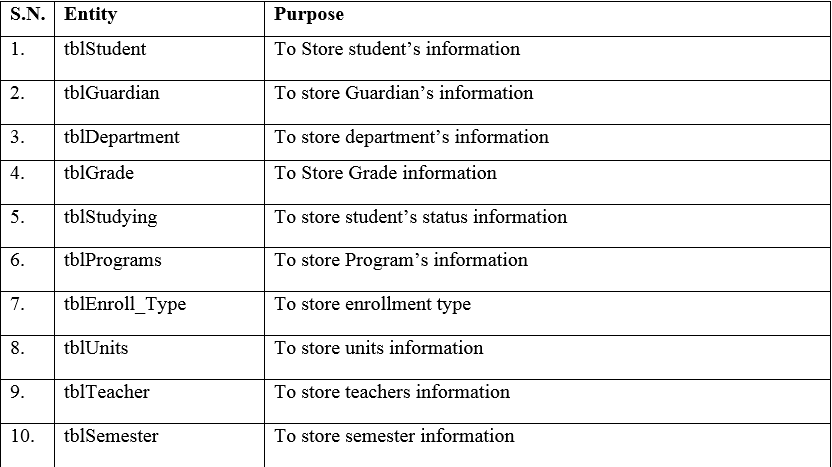 S.N. Entity Purpose
1. tblStudent To Store student’s information
2. tblGuardian To store Guardian’s information
3. tblDepartment To store department’s information
4. tblGrade To Store Grade information
5. tblStudying To store student’s status information
6. tblPrograms To store Program’s information
7. tblEnroll_Type To store enrollment type
8. tblUnits To store units information
9. tblTeacher To store teachers information
10. tblSemester To store semester information